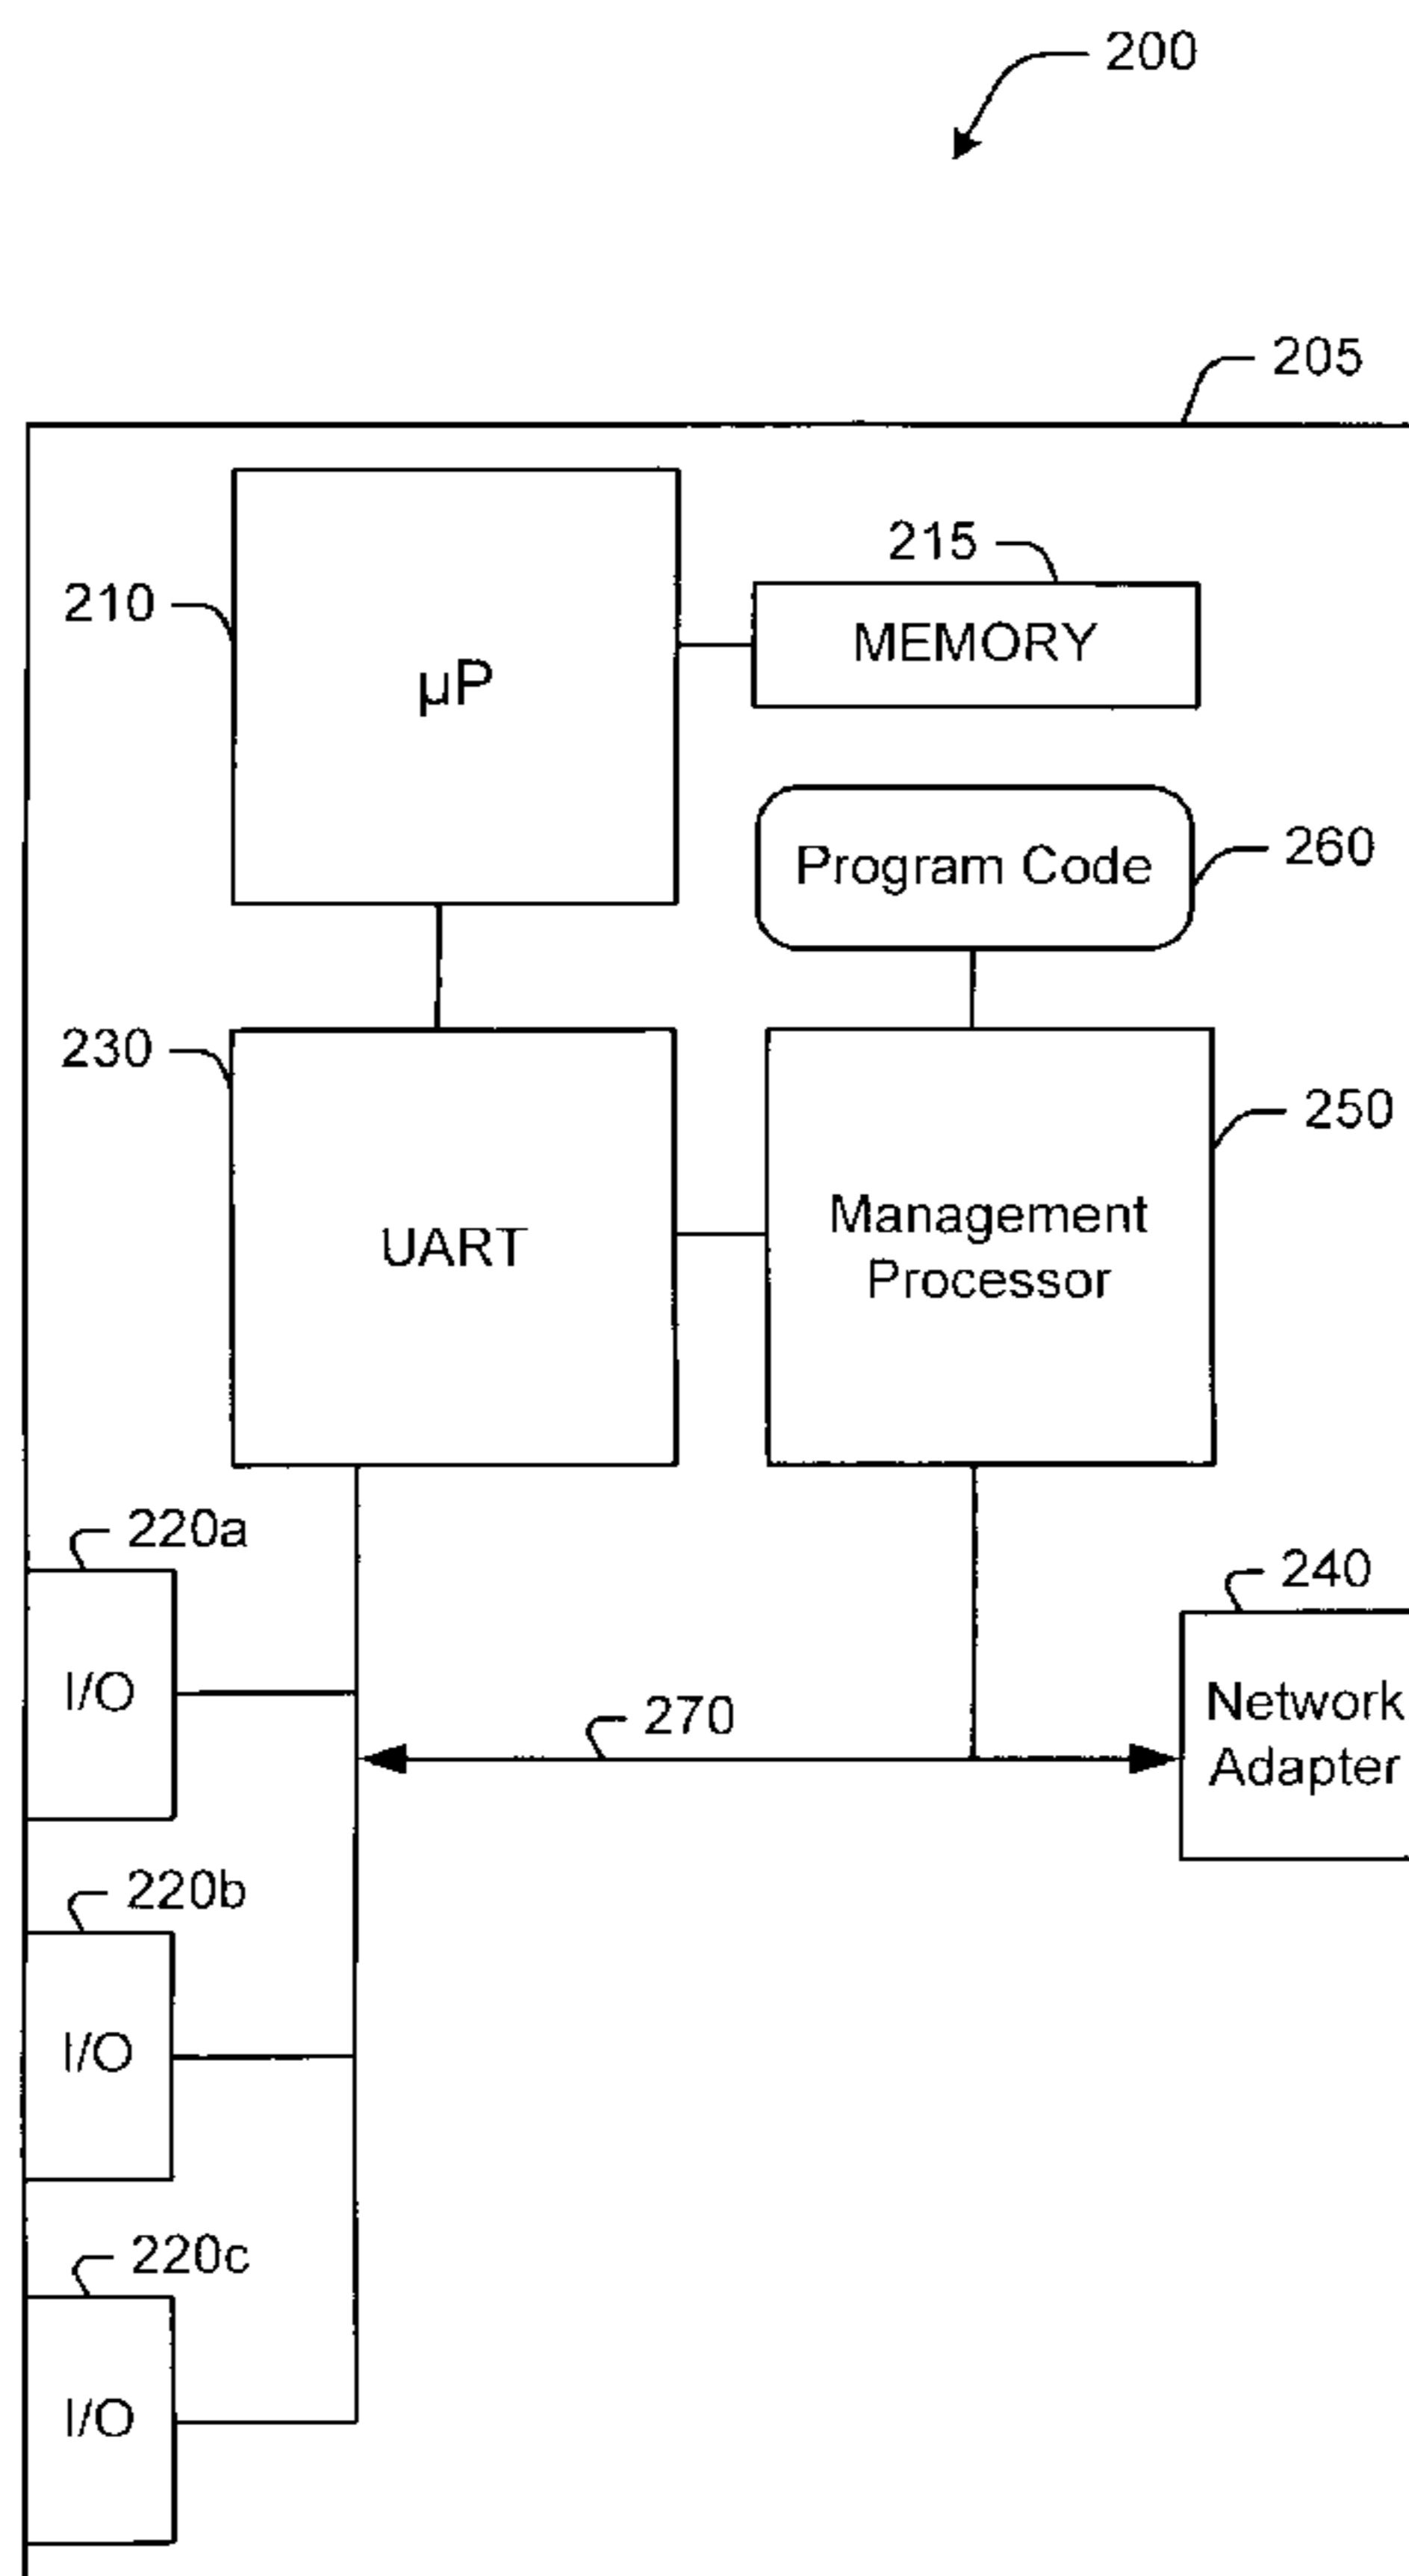 200
205
215
210
MEMORY
µP
Program Code
260
230
250
Management
Processor
UART
220a
240
I/O
Network
Adapter
270
220b
I/O
220c
I/O